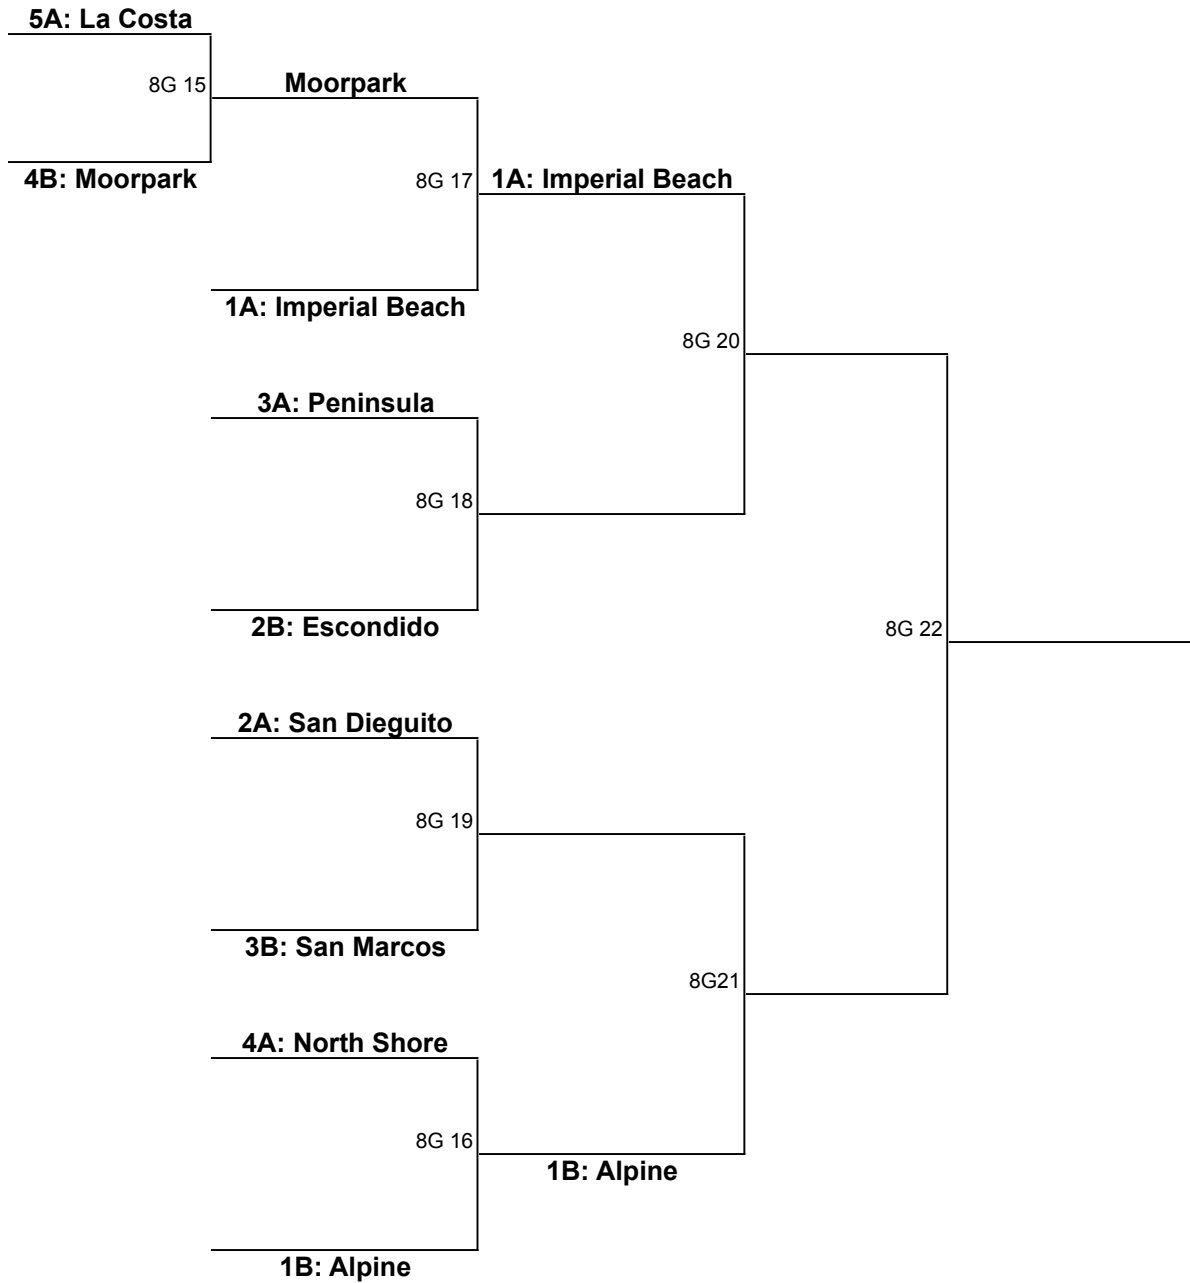 5A: La Costa
8G 15
Moorpark
4B: Moorpark
8G 17
1A: Imperial Beach
1A: Imperial Beach
8G 20
3A: Peninsula
8G 18
2B: Escondido
8G 22
2A: San Dieguito
8G 19
3B: San Marcos
8G21
4A: North Shore
8G 16
1B: Alpine
1B: Alpine